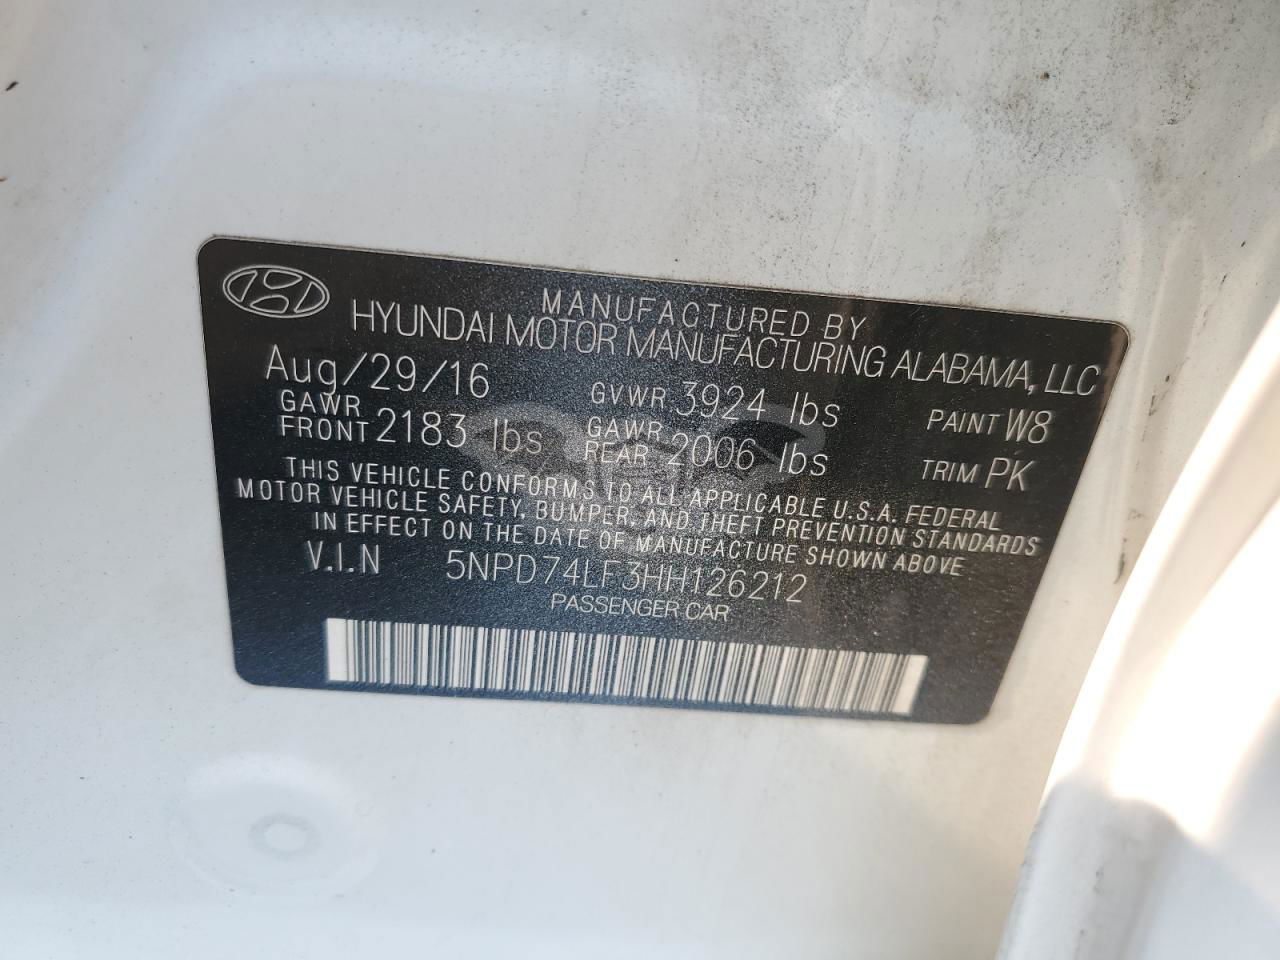 MANUFACTURED BY
HYUNDAI MOTOR MANUFACTURING ALABAMA, LLC
Aug/29/16 GVWR 3924 lbs PAINT W8
GAWR FRONT 2183 lbs GAWR REAR 2006 lbs TRIM PK
THIS VEHICLE CONFORMS TO ALL APPLICABLE U.S.A. FEDERAL
MOTOR VEHICLE SAFETY, BUMPER, AND THEFT PREVENTION STANDARDS
IN EFFECT ON THE DATE OF MANUFACTURE SHOWN ABOVE
V.I.N 5NPD74LF3HH126212
PASSENGER CAR